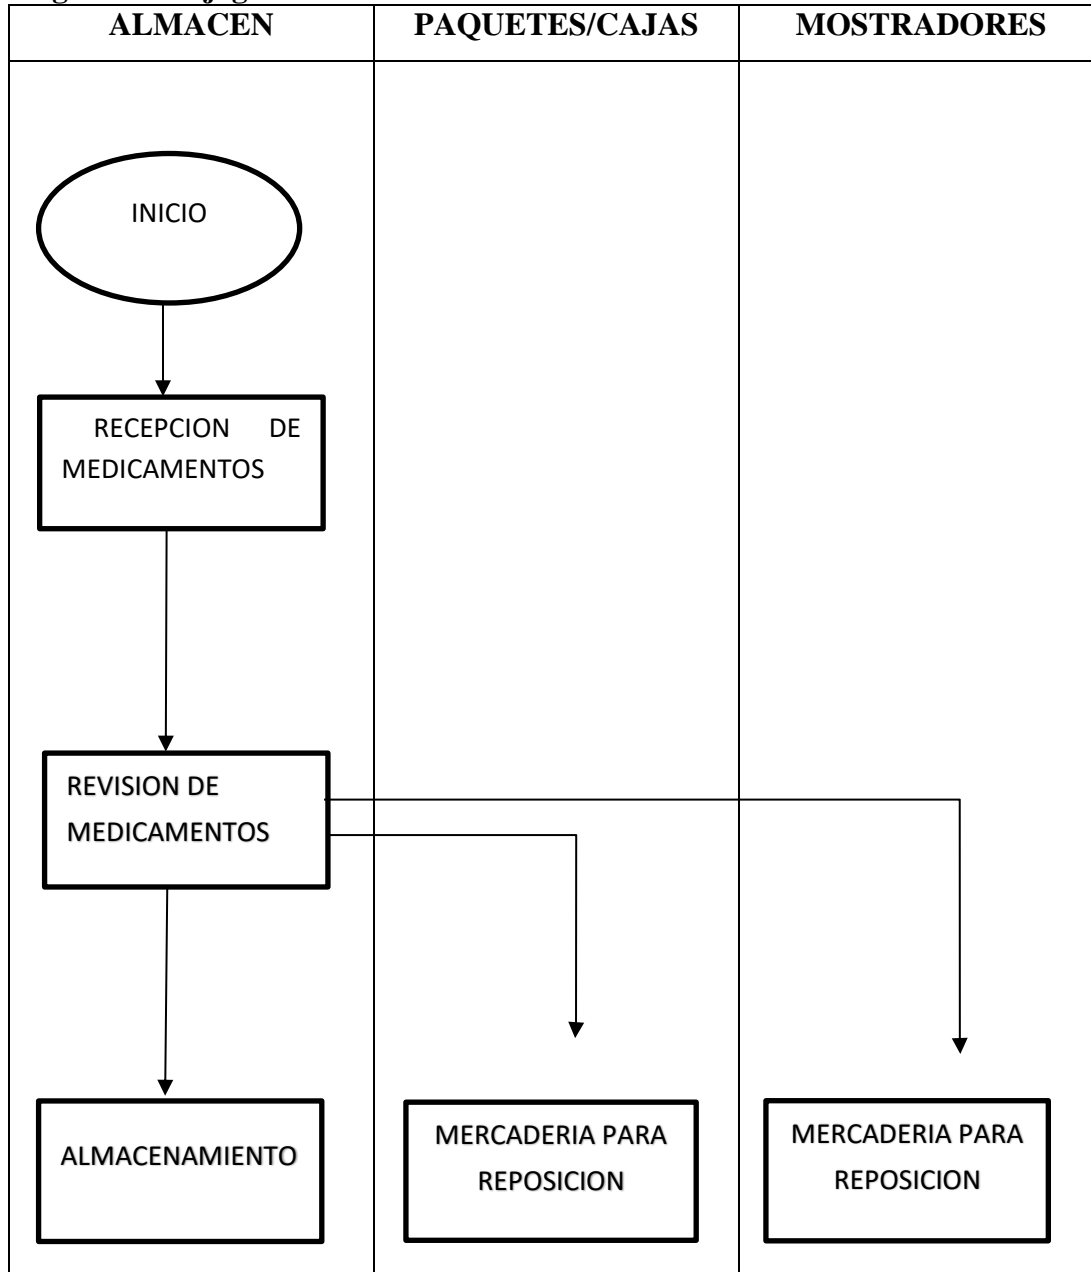 ALMACEN
PAQUETES/CAJAS
MOSTRADORES
INICIO
RECEPCION DE
MEDICAMENTOS
REVISION DE
MEDICAMENTOS
ALMACENAMIENTO
MERCADERIA PARA
REPOSICION
MERCADERIA PARA
REPOSICION